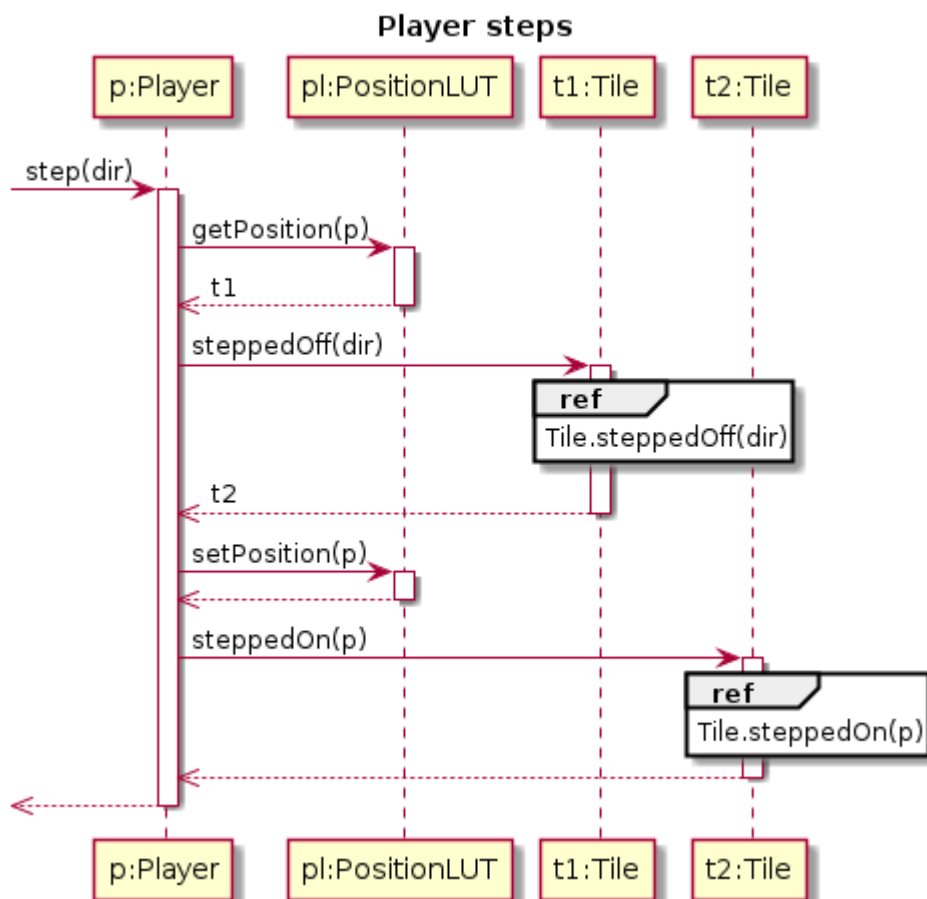 Player steps
p:Player pl:PositionLUT t1:Tile t2:Tile
step(dir)
getPosition(p)
t1
steppedOff(dir)
ref
Tile.steppedOff(dir)
t2
setPosition(p)
steppedOn(p)
ref
Tile.steppedOn(p)
p:Player pl:PositionLUT t1:Tile t2:Tile